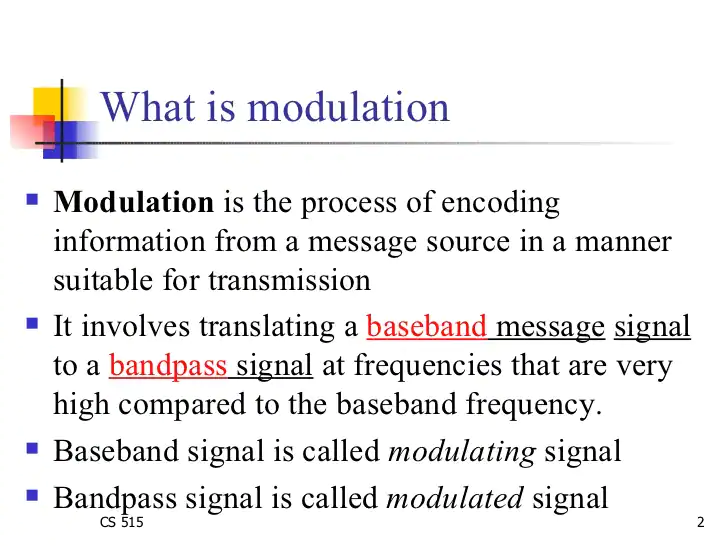 What is modulation
Modulation is the process of encoding
information from a message source in a manner
suitable for transmission
It involves translating a baseband message signal
to a bandpass signal at frequencies that are very
high compared to the baseband frequency.
Baseband signal is called modulating signal
Bandpass signal is called modulated signal
CS 515
2